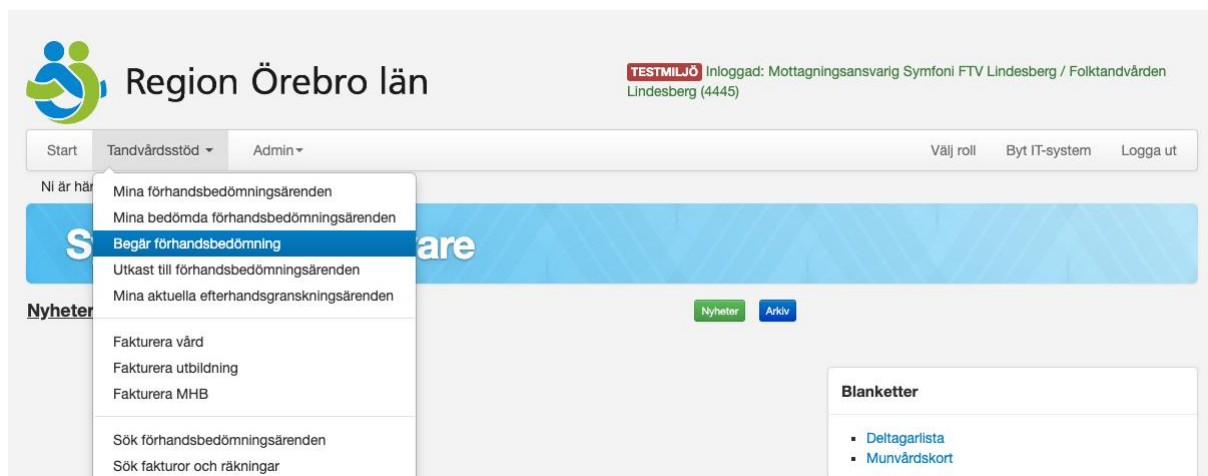 Region Örebro län
TESTMILJÖ Inloggad: Mottagningsansvarig Symfoni FTV Lindesberg / Folktandvården
Lindesberg (4445)
Start Tandvårdsstöd Admin Välj roll Byt IT-system Logga ut
Ni är här
Mina förhandsbedömningsärenden
Mina bedömda förhandsbedömningsärenden
S are
Begär förhandsbedömning
Utkast till förhandsbedömningsärenden
Mina aktuella efterhandsgranskningsärenden
Nyheter Nyheter Arkiv
Fakturera vård
Fakturera utbildning
Fakturera MHB
Sök förhandsbedömningsärenden
Sök fakturor och räkningar
Blanketter
Deltagarlista
Munvårdskort